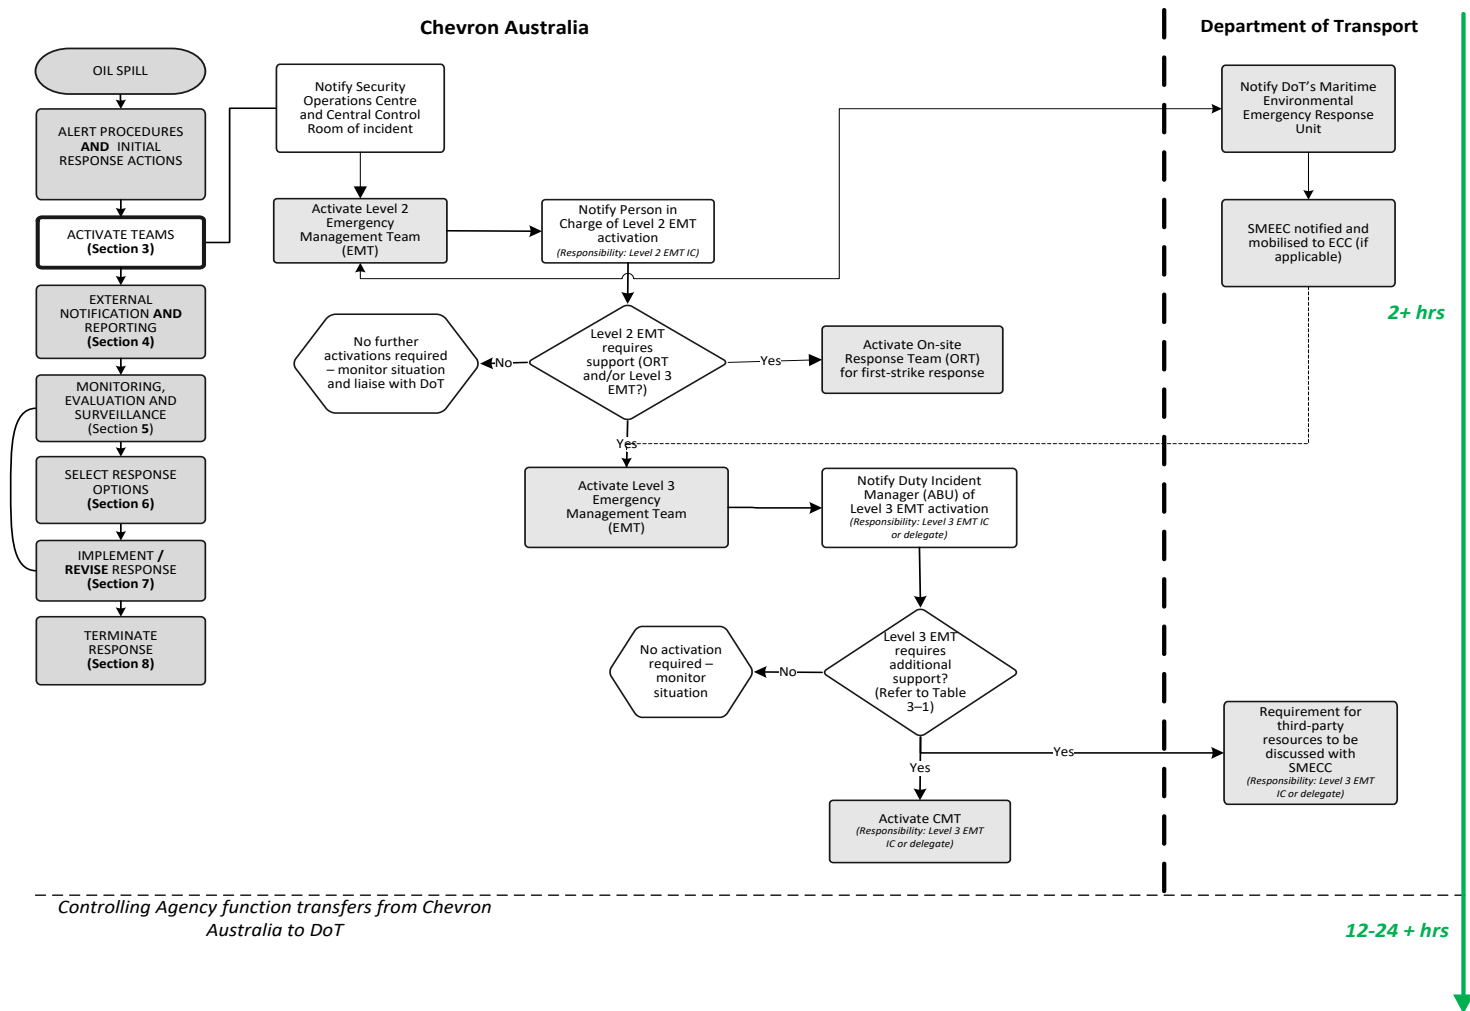 Chevron Australia
Department of Transport
OIL SPILL
ALERT PROCEDURES
AND INITIAL
RESPONSE ACTIONS
ACTIVATE TEAMS
(Section 3)
EXTERNAL
NOTIFICATION AND
REPORTING
(Section 4)
MONITORING,
EVALUATION AND
SURVEILLANCE
(Section 5)
SELECT RESPONSE
OPTIONS
(Section 6)
IMPLEMENT /
REVISE RESPONSE
(Section 7)
TERMINATE
RESPONSE
(Section 8)
Notify Security
Operations Centre
and Central Control
Room of incident
Activate Level 2
Emergency
Management Team
(EMT)
Notify Person in
Charge of Level 2 EMT
activation
(Responsibility: Level 2 EMT IC)
Level 2 EMT
requires
support (ORT
and/or Level 3
EMT?)
No
No further
activations required
– monitor situation
and liaise with DoT
Yes
Activate On-site
Response Team (ORT)
for first-strike response
Yes
Activate Level 3
Emergency
Management Team
(EMT)
Notify Duty Incident
Manager (ABU) of
Level 3 EMT activation
(Responsibility: Level 3 EMT IC
or delegate)
Level 3 EMT
requires
additional
support?
(Refer to Table
3–1)
No
No activation
required –
monitor
situation
Yes
Yes
Activate CMT
(Responsibility: Level 3 EMT
IC or delegate)
Notify DoT's Maritime
Environmental
Emergency Response
Unit
SMEEC notified and
mobilised to ECC (if
applicable)
Requirement for
third-party
resources to be
discussed with
SMECC
(Responsibility: Level 3 EMT
IC or delegate)
2+ hrs
Controlling Agency function transfers from Chevron
Australia to DoT
12-24 + hrs